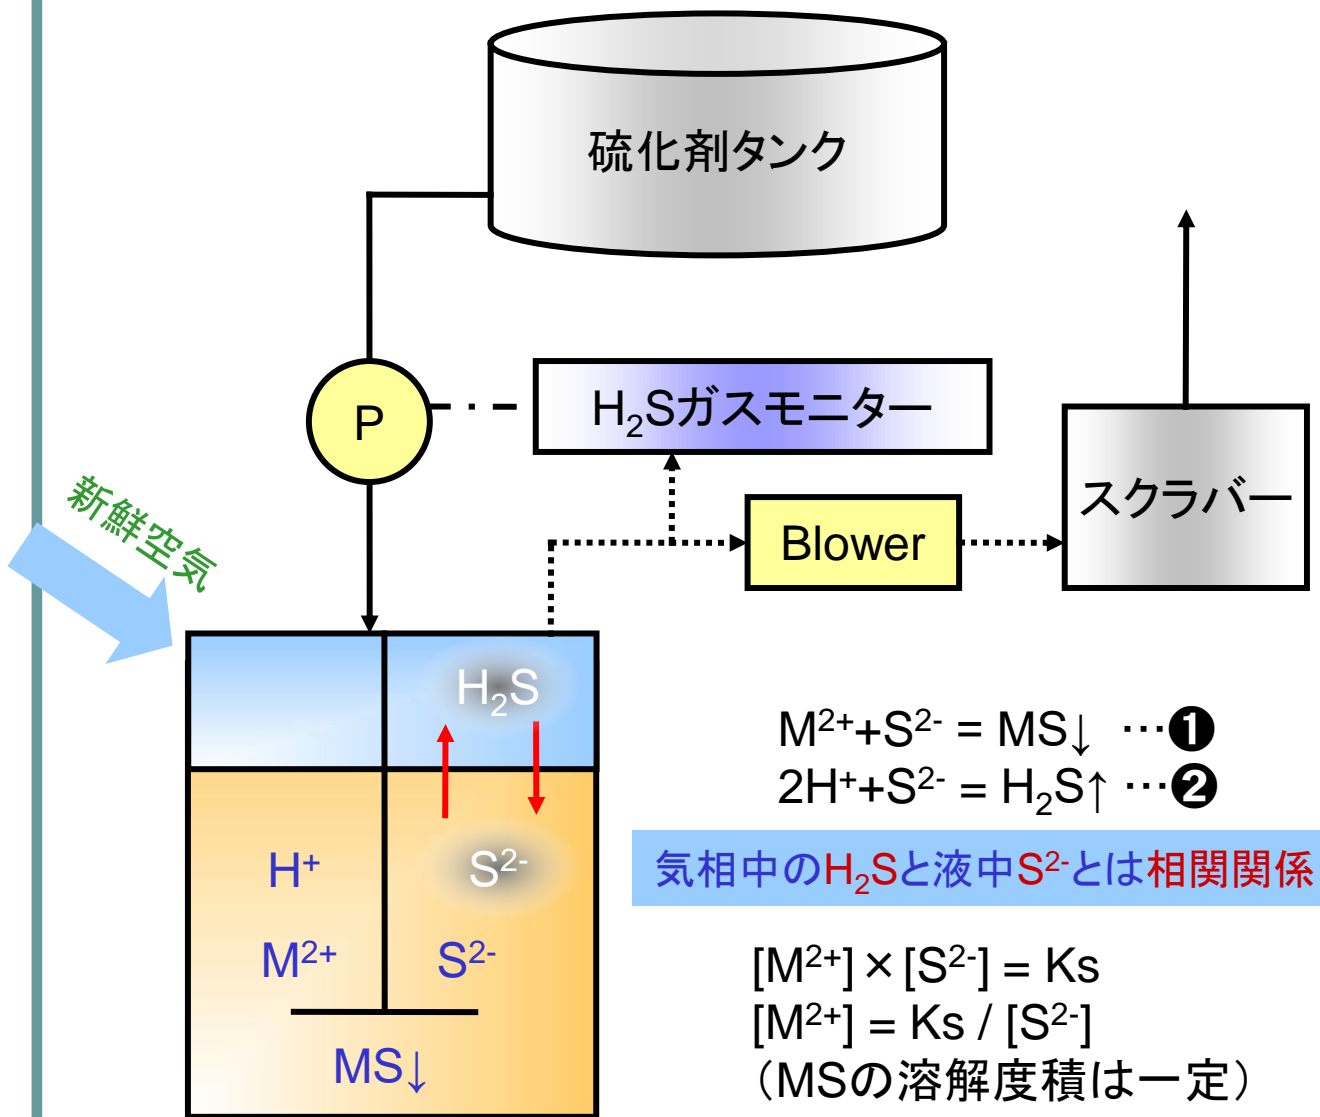 硫化剤タンク
P
H₂Sガスモニター
スクラバー
新鮮空気
Blower
H₂S
M²⁺+S²⁻ = MS↓ …❶
2H⁺+S²⁻ = H₂S↑ …❷
H⁺
S²⁻
気相中のH₂Sと液中S²⁻とは相関関係
M²⁺
S²⁻
[M²⁺]×[S²⁻] = Ks
[M²⁺] = Ks / [S²⁻]
MS↓
（MSの溶解度積は一定）